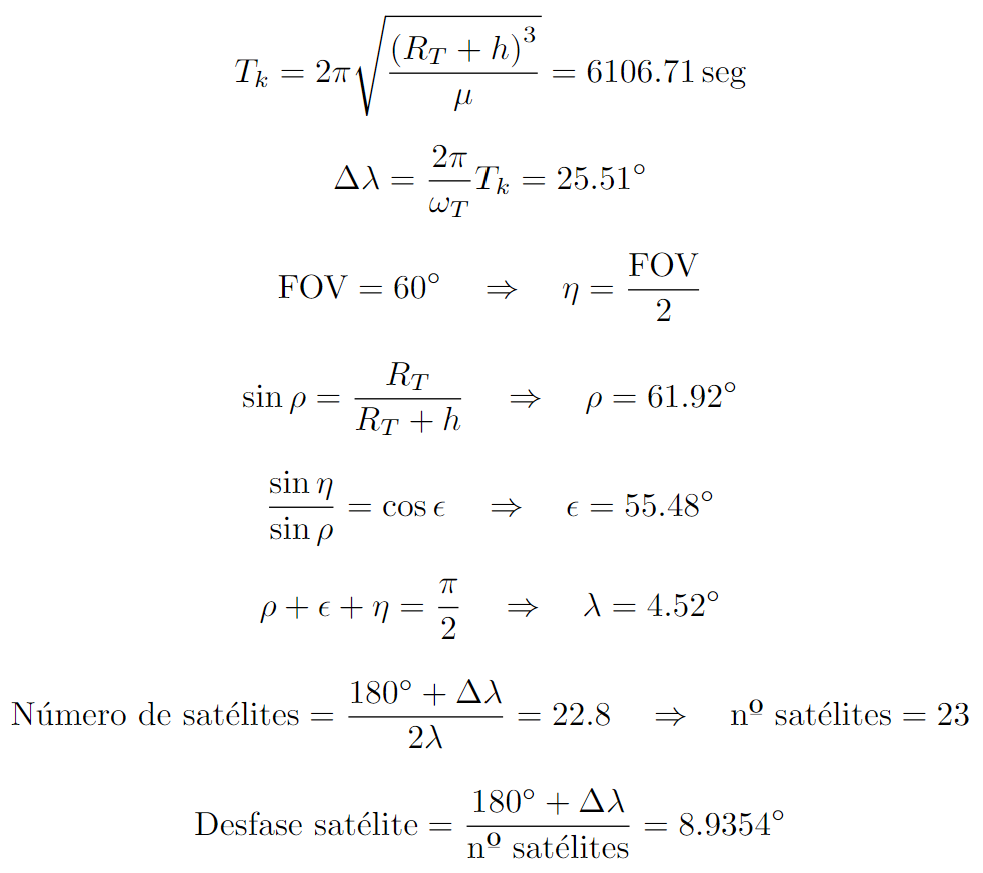 T_k = 2π√((R_T + h)^3 / μ) = 6106.71 seg
Δλ = 2π/ω_T T_k = 25.51°
FOV = 60° ⇒ η = FOV/2
sin ρ = R_T/(R_T + h) ⇒ ρ = 61.92°
sin η / sin ρ = cos ϵ ⇒ ϵ = 55.48°
ρ + ϵ + η = π/2 ⇒ λ = 4.52°
Número de satélites = (180° + Δλ)/(2λ) = 22.8 ⇒ nº satélites = 23
Desfase satélite = (180° + Δλ)/(nº satélites) = 8.9354°